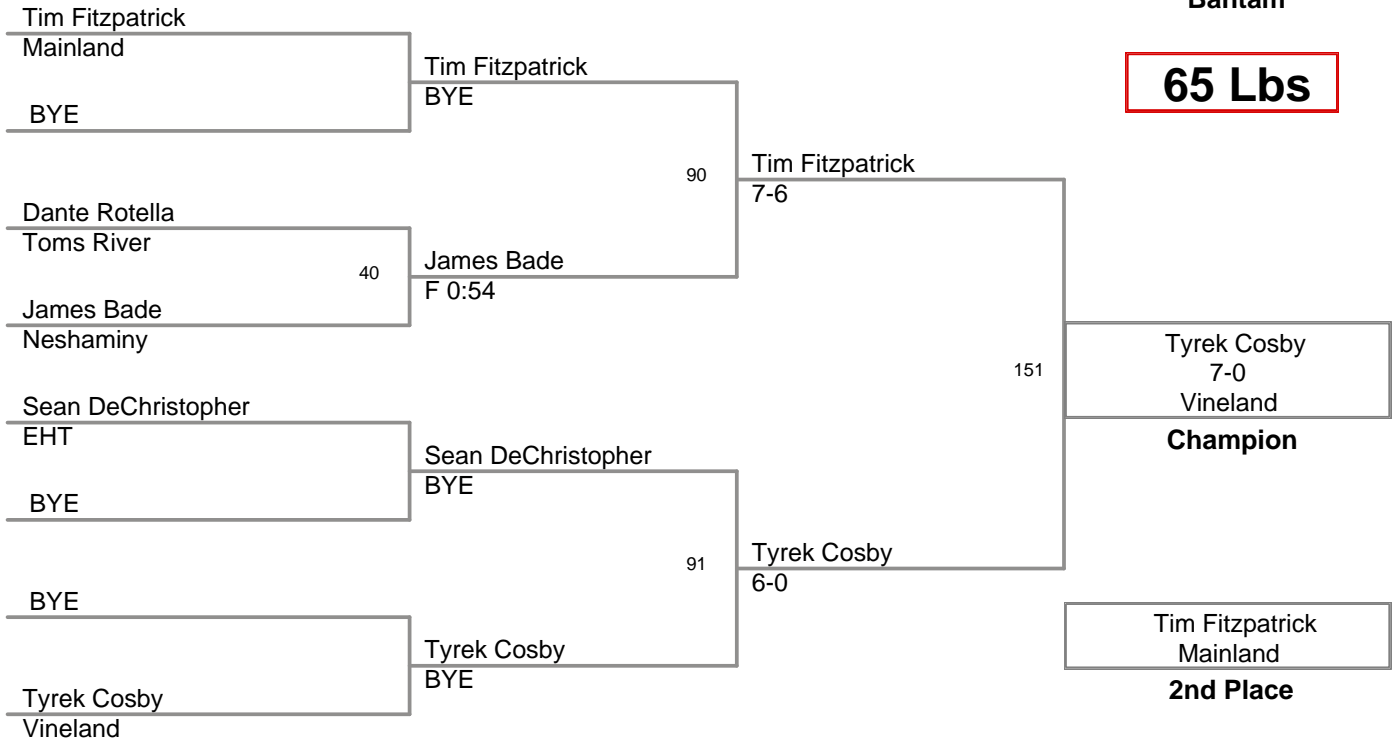 Bantam
65 Lbs
Tim Fitzpatrick
Mainland
BYE
Dante Rotella
Toms River
40
James Bade
Neshaminy
Sean DeChristopher
EHT
BYE
BYE
Tyrek Cosby
Vineland
Tim Fitzpatrick
BYE
90
James Bade
F 0:54
Sean DeChristopher
BYE
91
Tyrek Cosby
BYE
Tim Fitzpatrick
7-6
151
Tyrek Cosby
6-0
Tyrek Cosby
7-0
Vineland
Champion
Tim Fitzpatrick
Mainland
2nd Place